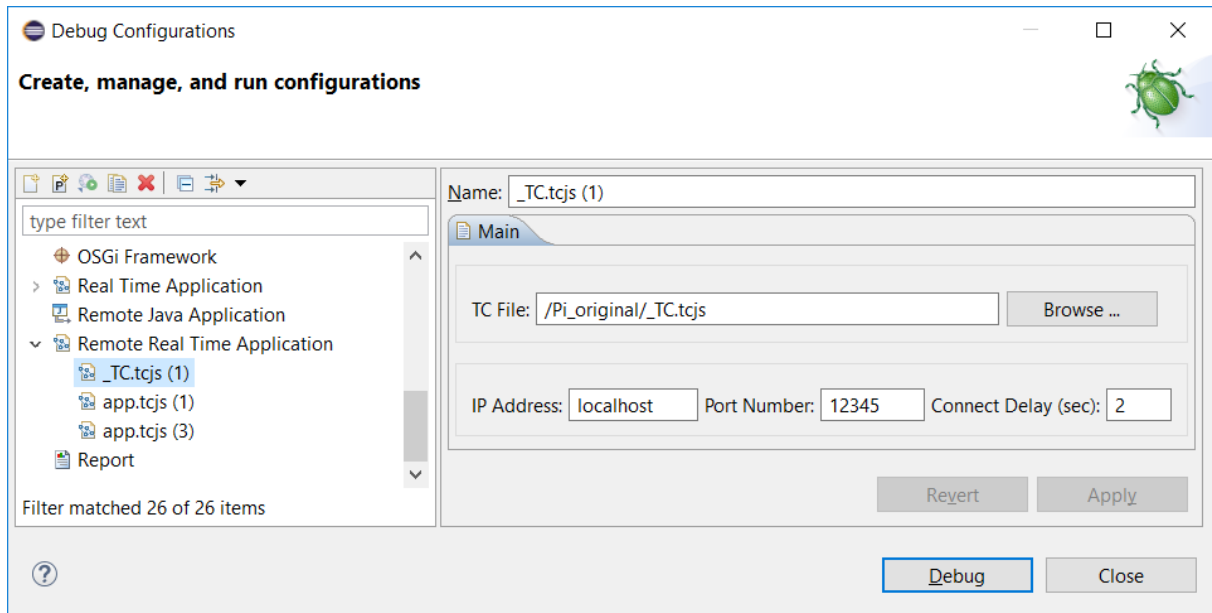 Debug Configurations
Create, manage, and run configurations
type filter text
OSGi Framework
Real Time Application
Remote Java Application
Remote Real Time Application
_TC.tcjs (1)
app.tcjs (1)
app.tcjs (3)
Report
Filter matched 26 of 26 items
Name: _TC.tcjs (1)
Main
TC File: /Pi_original/_TC.tcjs Browse ...
IP Address: localhost Port Number: 12345 Connect Delay (sec): 2
Revert Apply
Debug Close